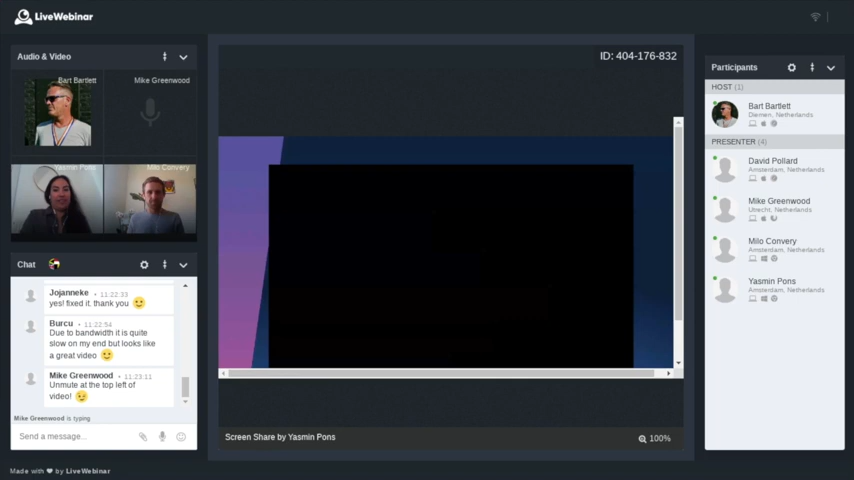 LiveWebinar
Audio & Video
Bart Bartlett
Mike Greenwood
Yasmin Pons
Milo Convery
Chat
Jojanneke • 11:22:33
yes! fixed it. thank you
Burcu • 11:22:54
Due to bandwidth it is quite
slow on my end but looks like
a great video
Mike Greenwood • 11:23:11
Unmute at the top left of
video!
Mike Greenwood is typing
Send a message...
Made with ❤ by LiveWebinar
ID: 404-176-832
Screen Share by Yasmin Pons
100%
Participants
HOST (1)
Bart Bartlett
Diemen, Netherlands
PRESENTER (4)
David Pollard
Amsterdam, Netherlands
Mike Greenwood
Utrecht, Netherlands
Milo Convery
Amsterdam, Netherlands
Yasmin Pons
Amsterdam, Netherlands